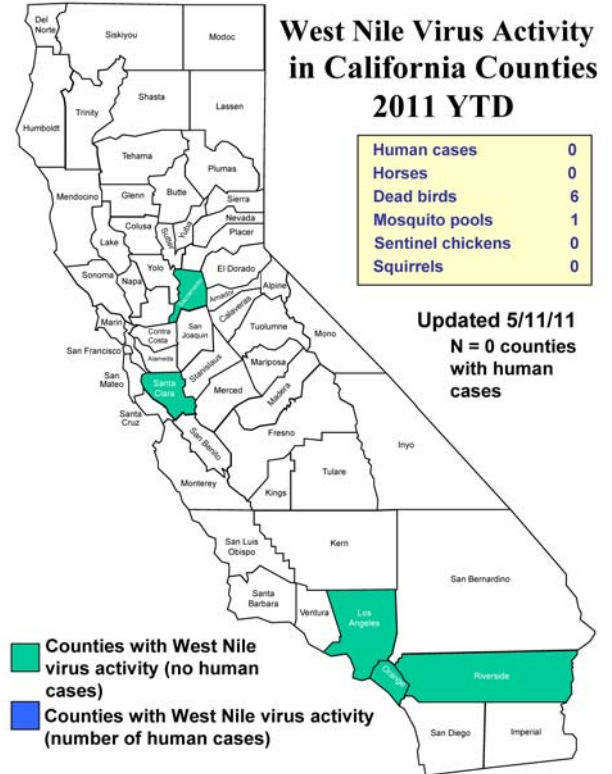 West Nile Virus Activity
in California Counties
2011 YTD
Human cases 0
Horses 0
Dead birds 6
Mosquito pools 1
Sentinel chickens 0
Squirrels 0
Updated 5/11/11
N = 0 counties
with human
cases
Del
Norte
Siskiyou
Modoc
Trinity
Shasta
Lassen
Humboldt
Tehama
Plumas
Mendocino
Glenn
Butte
Sierra
Colusa
Sutter
Yuba
Nevada
Placer
Lake
Sonoma
Napa
Yolo
El Dorado
Sacramento
Amador
Alpine
Calaveras
Marin
Contra
Costa
San
Joaquin
Tuolumne
Mono
San Francisco
Alameda
San
Mateo
Santa
Clara
Stanislaus
Mariposa
Merced
Madera
Santa
Cruz
San Benito
Fresno
Inyo
Monterey
Kings
Tulare
San Luis
Obispo
Kern
San Bernardino
Santa
Barbara
Ventura
Los
Angeles
Orange
Riverside
San Diego
Imperial
Counties with West Nile
virus activity (no human
cases)
Counties with West Nile virus activity
(number of human cases)